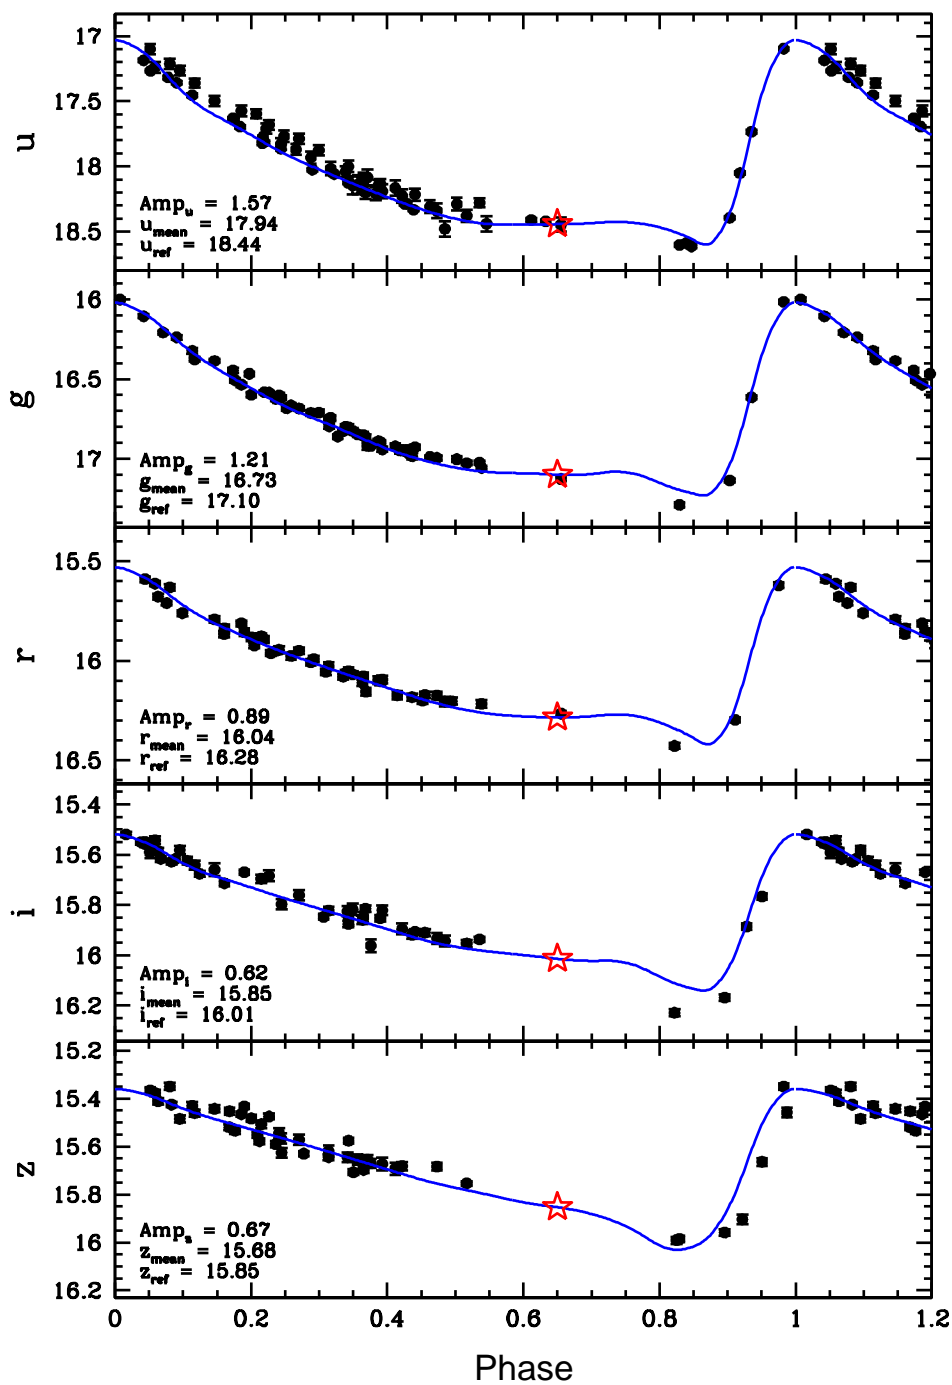 17
17.5
18
18.5
u
Amp_u = 1.57
u_mean = 17.94
u_ref = 18.44
16
16.5
17
g
Amp_g = 1.21
g_mean = 16.73
g_ref = 17.10
15.5
16
16.5
r
Amp_r = 0.89
r_mean = 16.04
r_ref = 16.28
15.4
15.6
15.8
16
16.2
i
Amp_i = 0.62
i_mean = 15.85
i_ref = 16.01
15.2
15.4
15.6
15.8
16
16.2
z
Amp_z = 0.67
z_mean = 15.68
z_ref = 15.85
0 0.2 0.4 0.6 0.8 1 1.2
Phase